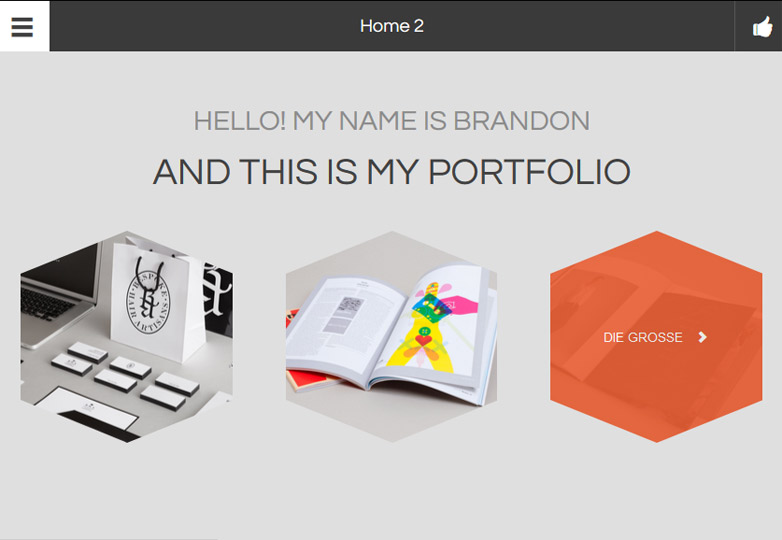 Home 2
HELLO! MY NAME IS BRANDON
AND THIS IS MY PORTFOLIO
BESPOKE
HAIR ARTISANS
DIE GROSSE